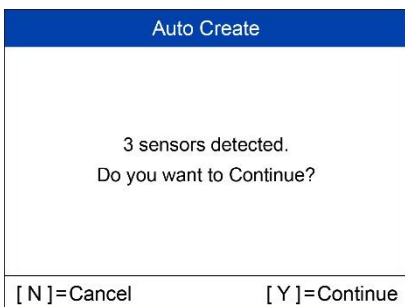 Auto Create
3 sensors detected.
Do you want to Continue?
[ N ]=Cancel [ Y ]=Continue